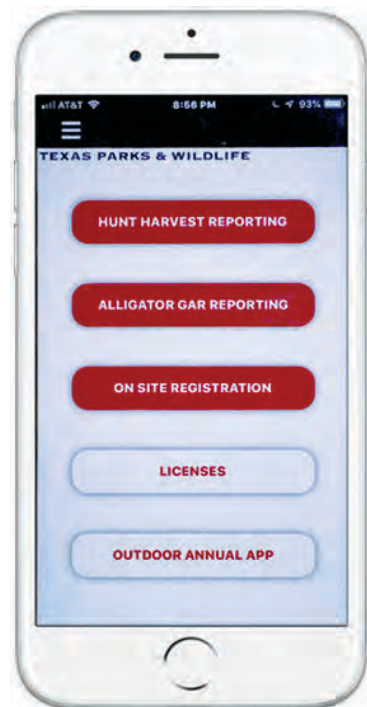 AT&T 8:56 PM 93%
TEXAS PARKS & WILDLIFE
HUNT HARVEST REPORTING
ALLIGATOR GAR REPORTING
ON SITE REGISTRATION
LICENSES
OUTDOOR ANNUAL APP